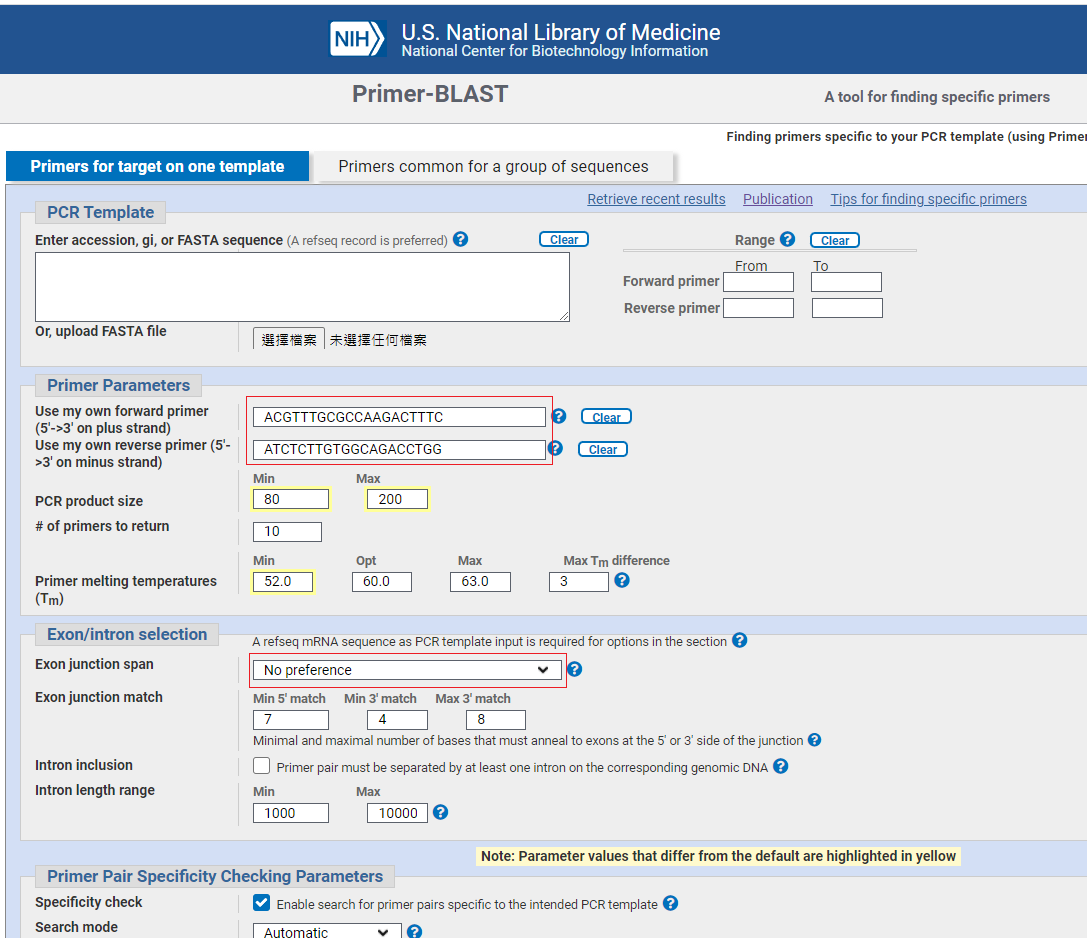 NIH
U.S. National Library of Medicine
National Center for Biotechnology Information
Primer-BLAST
A tool for finding specific primers
Finding primers specific to your PCR template (using Primer
Primers for target on one template
Primers common for a group of sequences
Retrieve recent results Publication Tips for finding specific primers
PCR Template
Enter accession, gi, or FASTA sequence (A refseq record is preferred) ? Clear
Range ? Clear
From To
Forward primer
Reverse primer
Or, upload FASTA file
選擇檔案 未選擇任何檔案
Primer Parameters
Use my own forward primer
(5'->3' on plus strand)
ACGTTTGCGCCAAGACTTTC ? Clear
Use my own reverse primer (5'-
>3' on minus strand)
ATCTCTTGTGGCAGACCTGG ? Clear
Min Max
PCR product size 80 200
# of primers to return 10
Min Opt Max Max Tm difference
Primer melting temperatures
(Tm)
52.0 60.0 63.0 3 ?
Exon/intron selection
A refseq mRNA sequence as PCR template input is required for options in the section ?
Exon junction span No preference ?
Exon junction match Min 5' match Min 3' match Max 3' match
7 4 8
Minimal and maximal number of bases that must anneal to exons at the 5' or 3' side of the junction ?
Intron inclusion Primer pair must be separated by at least one intron on the corresponding genomic DNA ?
Intron length range Min Max
1000 10000 ?
Note: Parameter values that differ from the default are highlighted in yellow
Primer Pair Specificity Checking Parameters
Specificity check Enable search for primer pairs specific to the intended PCR template ?
Search mode Automatic ?